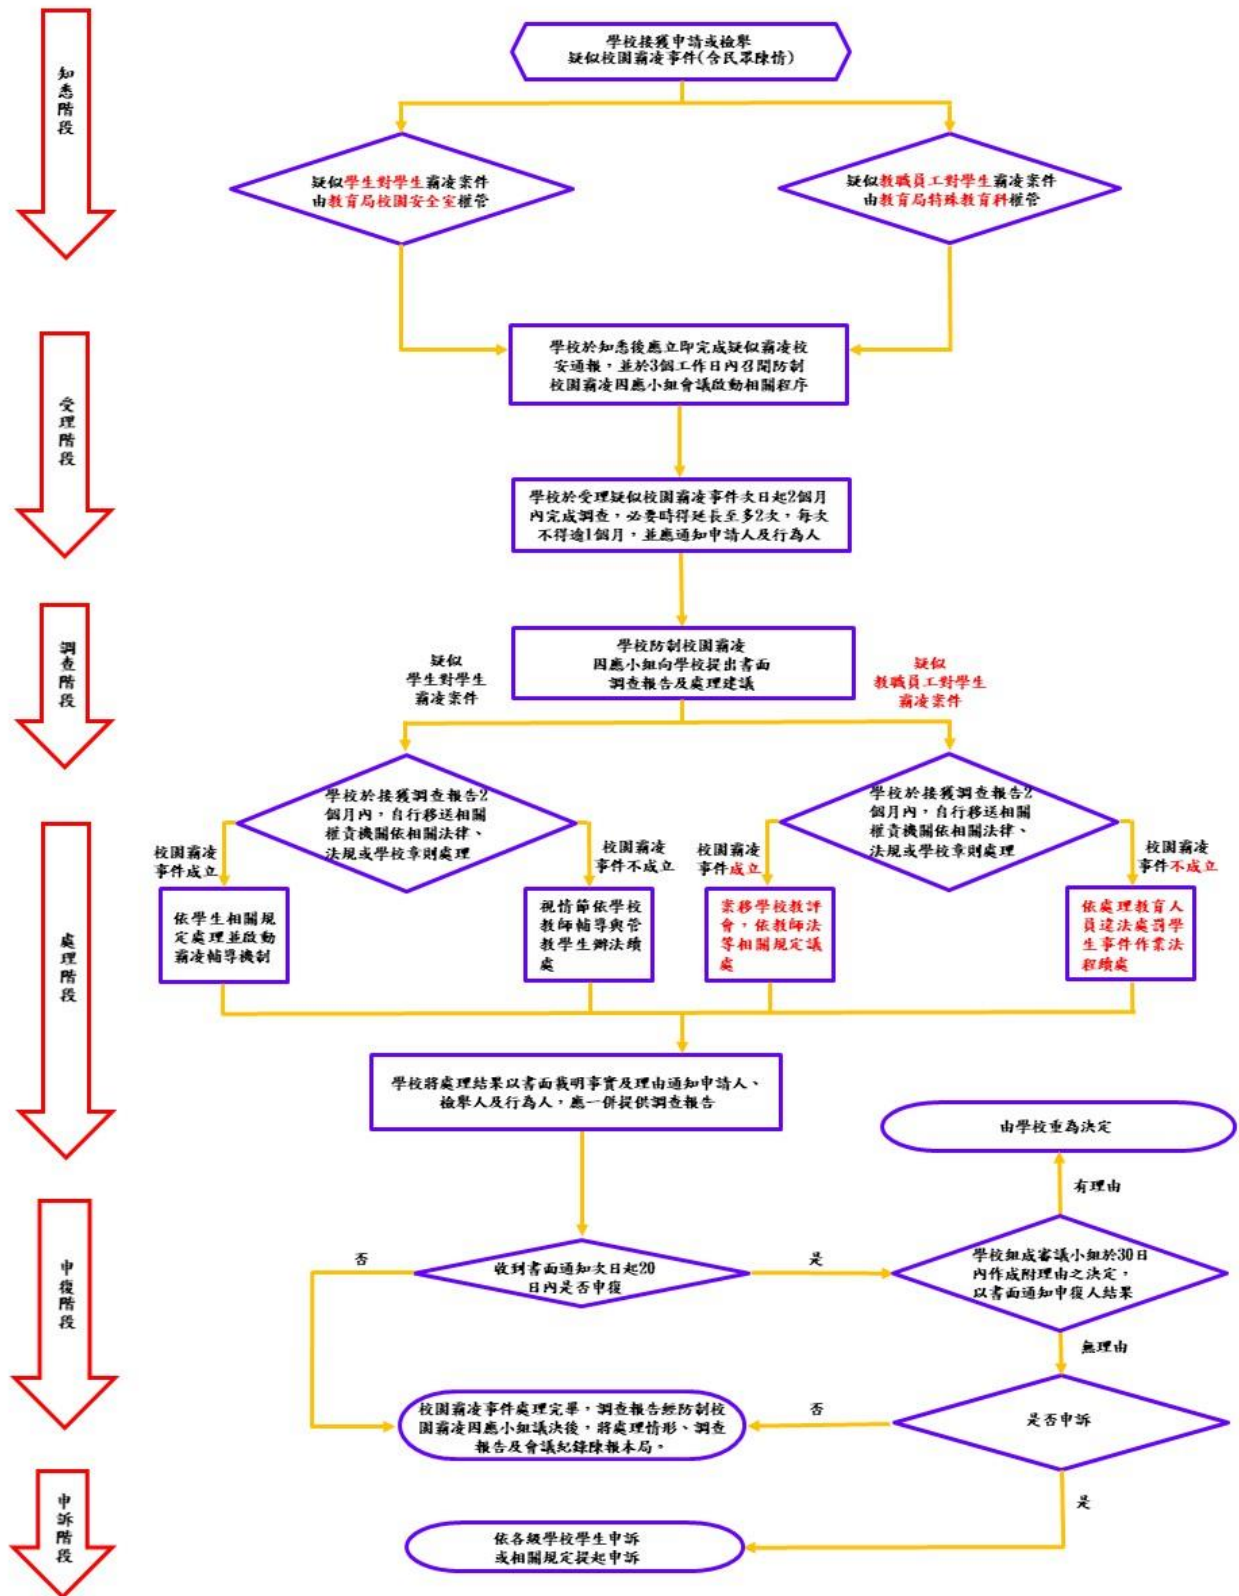 知悉階段
學校接獲申請或檢舉
疑似校園霸凌事件(含民眾陳情)
疑似學生對學生霸凌案件
由教育局校園安全室權管
疑似教職員工對學生霸凌案件
由教育局特殊教育科權管
受理階段
學校於知悉後應立即完成疑似霸凌校
安通報，並於3個工作日內召開防制
校園霸凌因應小組會議啟動相關程序
學校於受理疑似校園霸凌事件次日起2個月
內完成調查，必要時得延長至多2次，每次
不得逾1個月，並應通知申請人及行為人
調查階段
學校防制校園霸凌
因應小組向學校提出書面
調查報告及處理建議
疑似
學生對學生
霸凌案件
疑似
教職員工對學生
霸凌案件
處理階段
學校於接獲調查報告2
個月內，自行移送相關
權責機關依相關法律、
法規或學校章則處理
學校於接獲調查報告2
個月內，自行移送相關
權責機關依相關法律、
法規或學校章則處理
校園霸凌
事件成立
校園霸凌
事件不成立
校園霸凌
事件成立
校園霸凌
事件不成立
依學生相關規
定處理並啟動
霸凌輔導機制
視情節依學校
教師輔導與管
教學生辦法續
處
案移學校教評
會，依教師法
等相關規定議
處
依處理教育人
員違法處罰學
生事件作業法
程續處
學校將處理結果以書面載明事實及理由通知申請人、
檢舉人及行為人，應一併提供調查報告
由學校重為決定
有理由
申復階段
收到書面通知次日起20
日內是否申復
否
是
學校組成審議小組於30日
內作成附理由之決定，
以書面通知申復人結果
無理由
校園霸凌事件處理完畢，調查報告經防制校
園霸凌因應小組議決後，將處理情形、調查
報告及會議紀錄陳報本局。
否
是否申訴
是
申訴階段
依各級學校學生申訴
或相關規定提起申訴